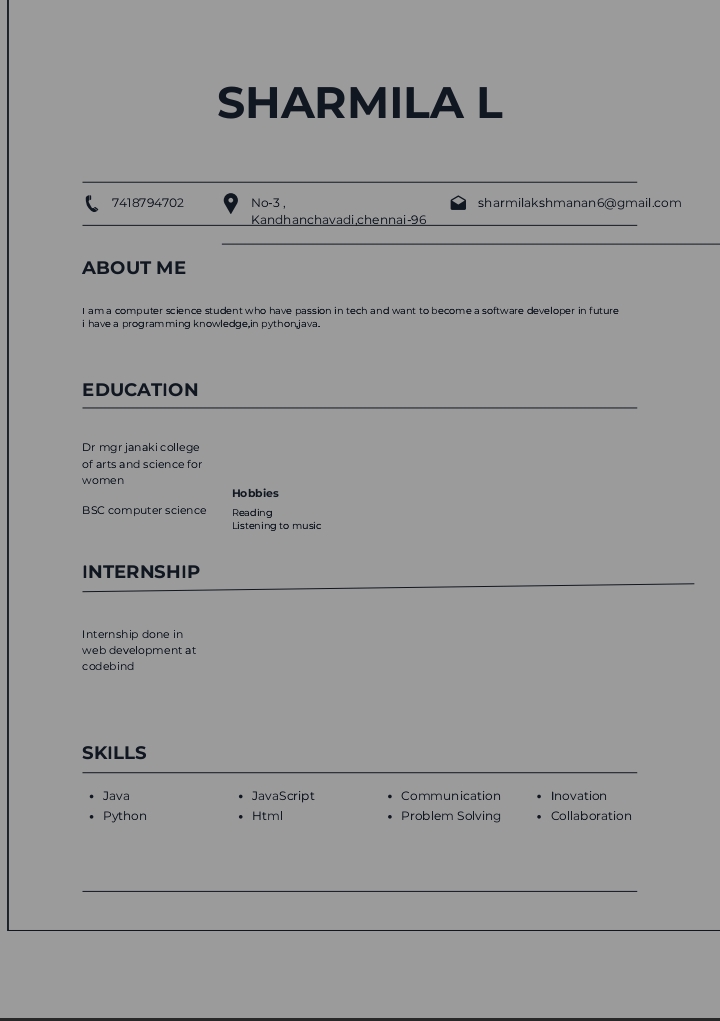 SHARMILA L
7418794702
No-3 ,
Kandhanchavadi,chennai-96
sharmilakshmanan6@gmail.com
ABOUT ME
I am a computer science student who have passion in tech and want to become a software developer in future
i have a programming knowledge,in python,java.
EDUCATION
Dr mgr janaki college
of arts and science for
women
BSC computer science
Hobbies
Reading
Listening to music
INTERNSHIP
Internship done in
web development at
codebind
SKILLS
• Java
• Python
• JavaScript
• Html
• Communication
• Problem Solving
• Inovation
• Collaboration